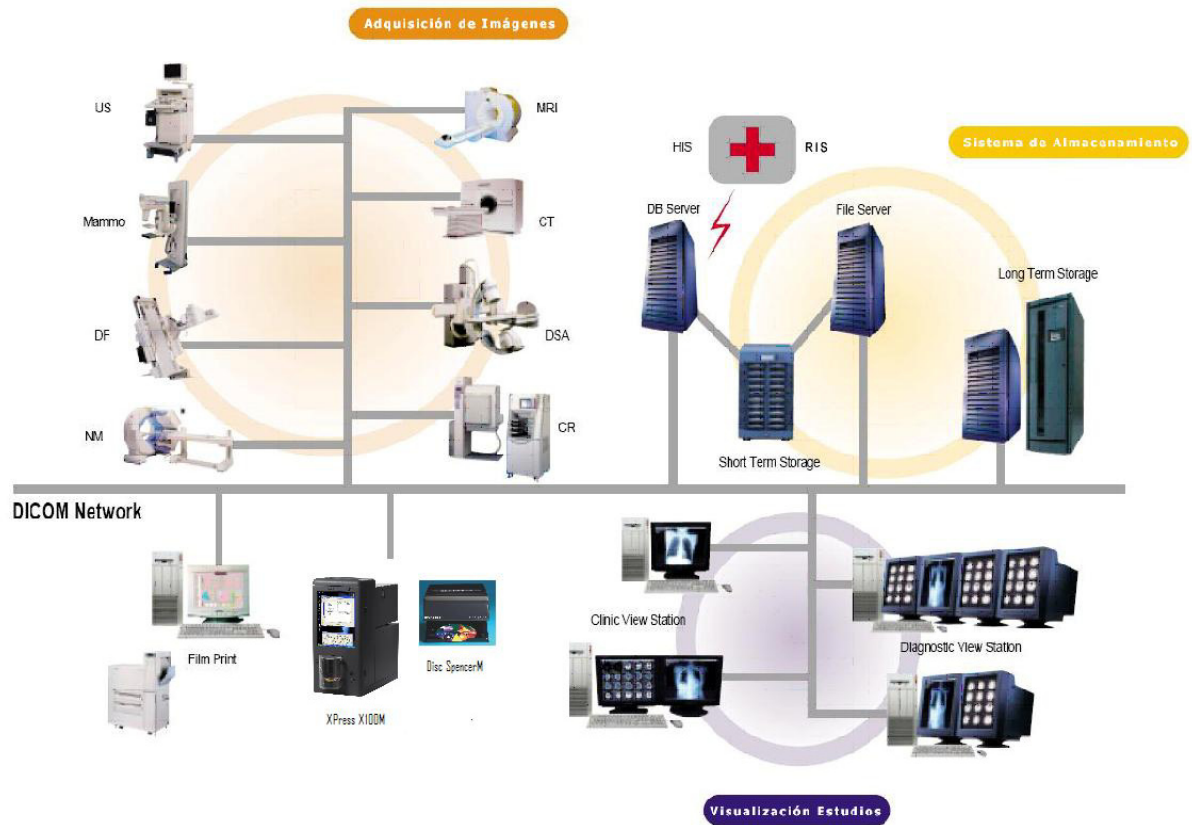 Adquisición de Imágenes
US
MRI
Mammo
CT
DF
DSA
NM
CR
HIS
RIS
Sistema de Almacenamiento
DB Server
File Server
Long Term Storage
Short Term Storage
DICOM Network
Film Print
XPress X100M
Disc SpencerM
Clinic View Station
Diagnostic View Station
Visualización Estudios